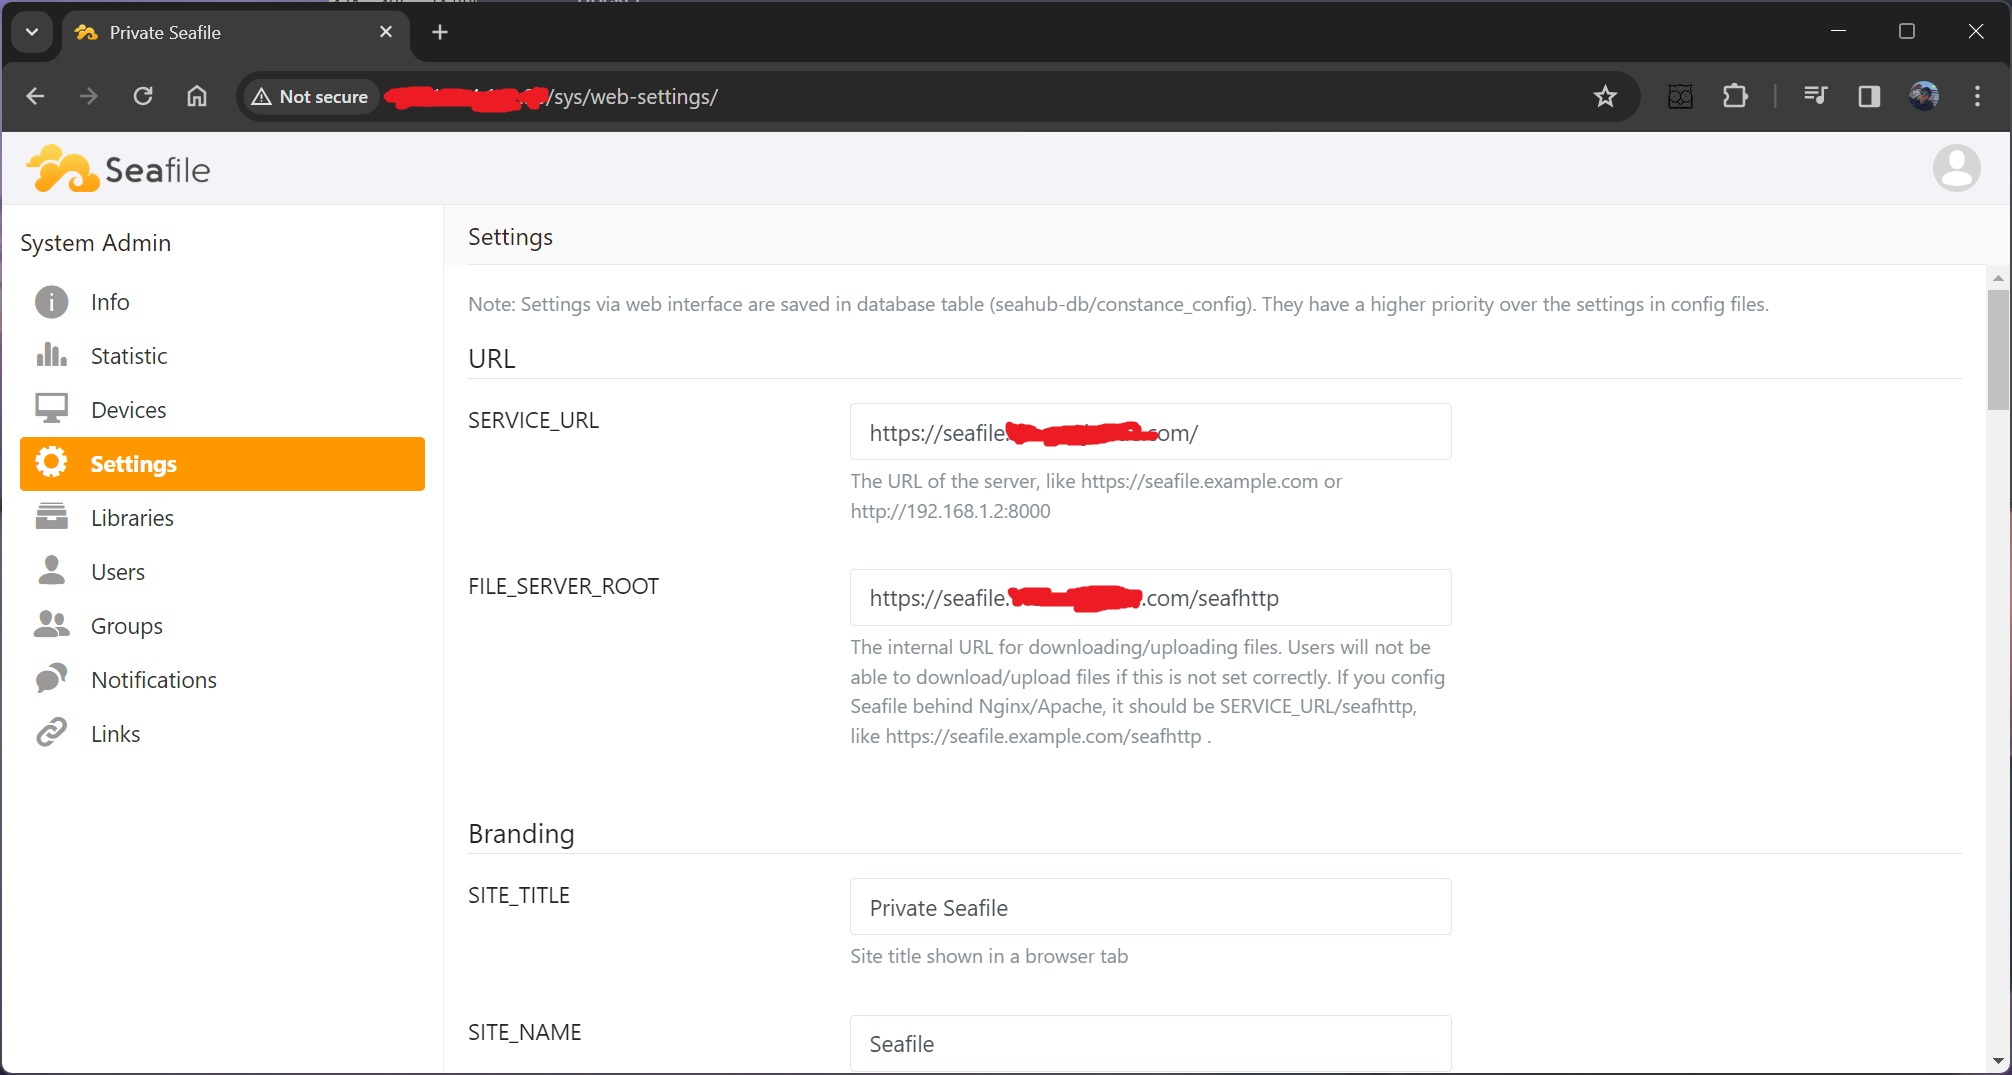 Private Seafile
Not secure
/sys/web-settings/
Seafile
System Admin
Info
Statistic
Devices
Settings
Libraries
Users
Groups
Notifications
Links
Settings
Note: Settings via web interface are saved in database table (seahub-db/constance_config). They have a higher priority over the settings in config files.
URL
SERVICE_URL
https://seafile. com/
The URL of the server, like https://seafile.example.com or
http://192.168.1.2:8000
FILE_SERVER_ROOT
https://seafile. .com/seafhttp
The internal URL for downloading/uploading files. Users will not be
able to download/upload files if this is not set correctly. If you config
Seafile behind Nginx/Apache, it should be SERVICE_URL/seafhttp,
like https://seafile.example.com/seafhttp .
Branding
SITE_TITLE
Private Seafile
Site title shown in a browser tab
SITE_NAME
Seafile